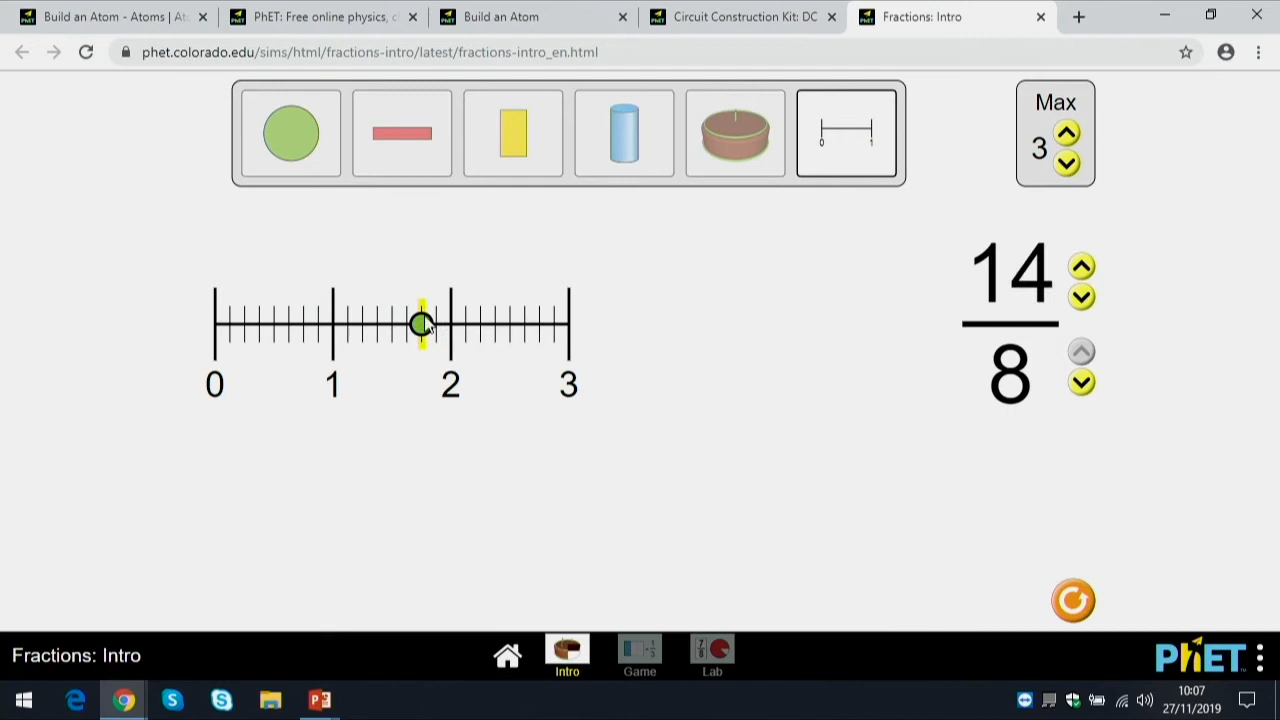 Build an Atom - Atoms | Ato
PhET: Free online physics, c
Build an Atom
Circuit Construction Kit: DC
Fractions: Intro
phet.colorado.edu/sims/html/fractions-intro/latest/fractions-intro_en.html
0 1
Max
3
14
8
0 1 2 3
Fractions: Intro
Intro
Game
Lab
PhET
10:07
27/11/2019